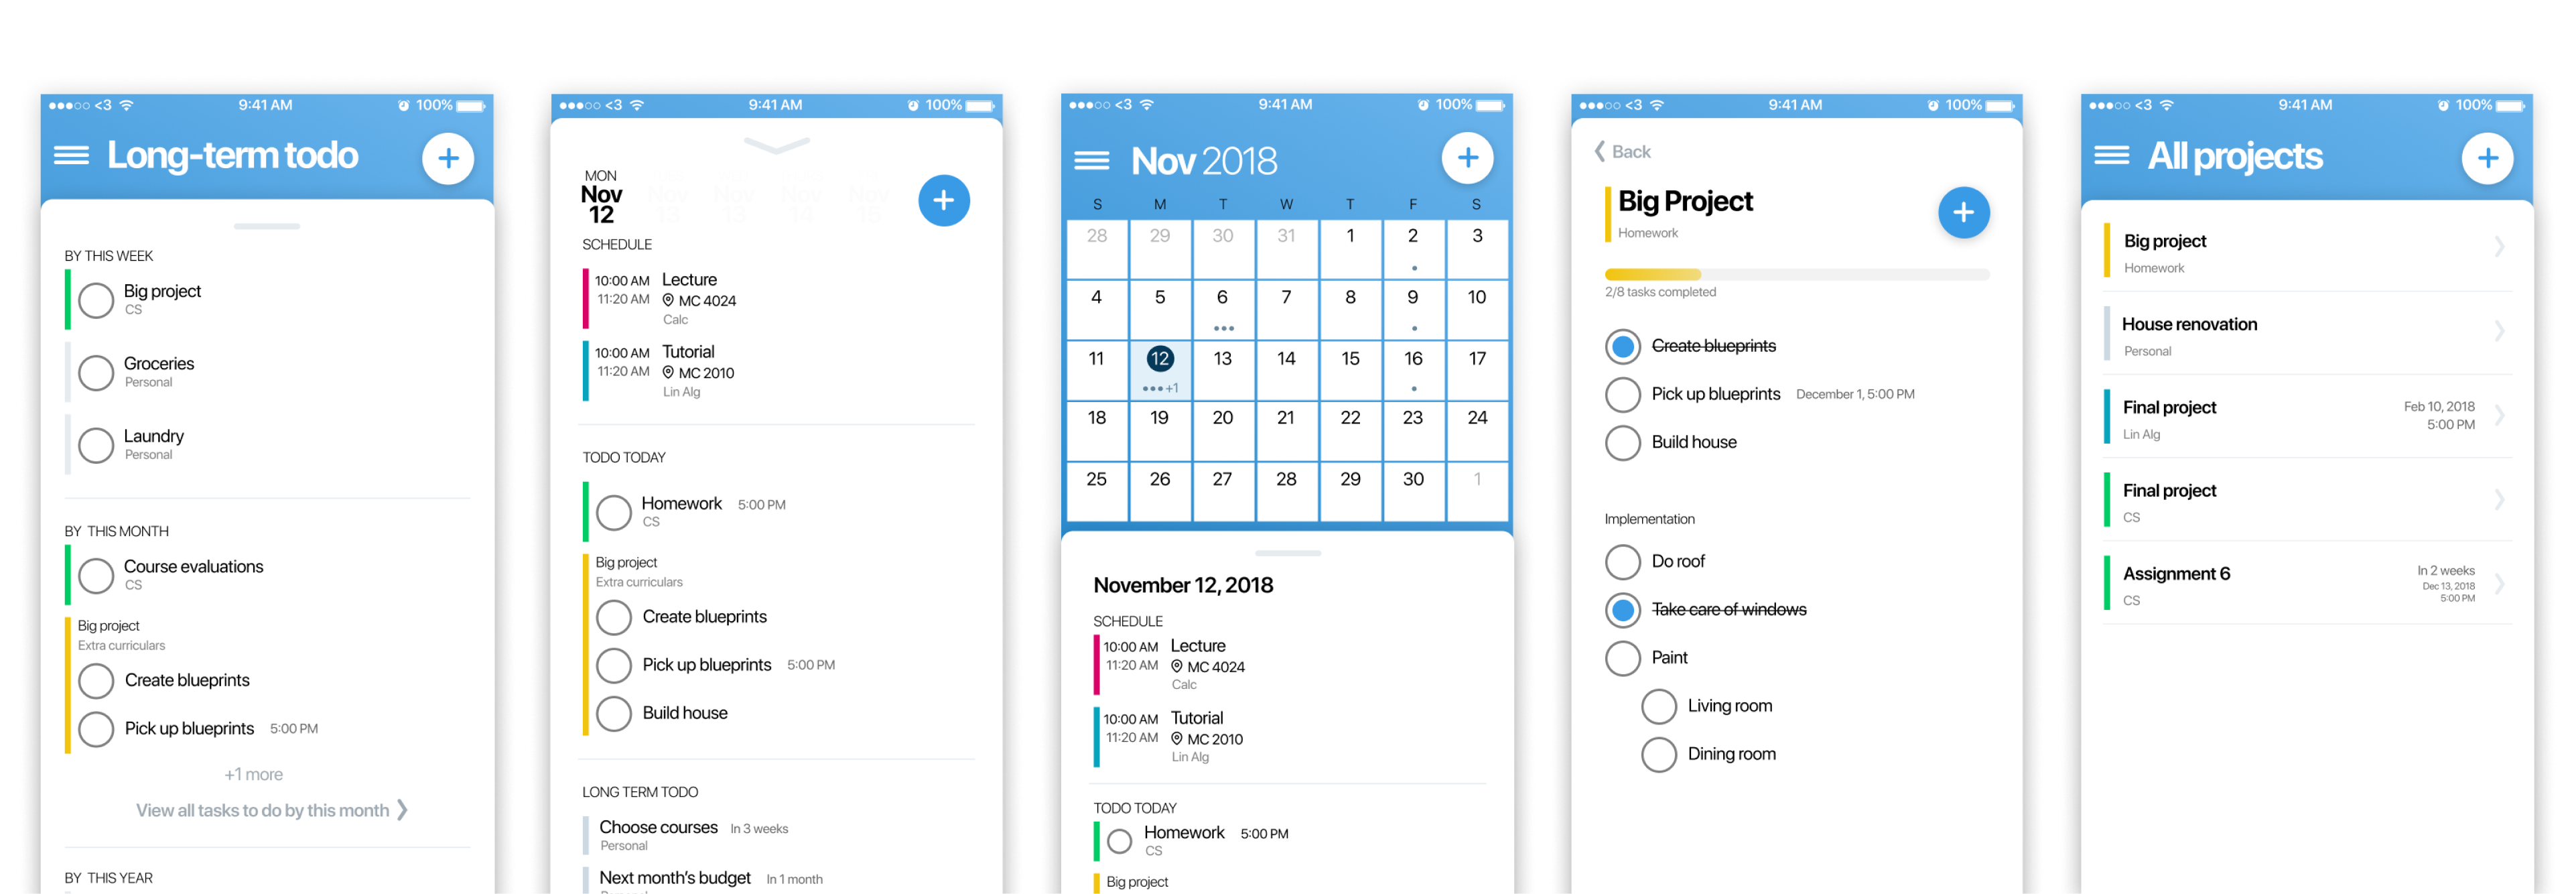 <3 9:41 AM 100%
Long-term todo +
BY THIS WEEK
Big project
CS
Groceries
Personal
Laundry
Personal
BY THIS MONTH
Course evaluations
CS
Big project
Extra curriculars
Create blueprints
Pick up blueprints 5:00 PM
+1 more
View all tasks to do by this month
BY THIS YEAR
<3 9:41 AM 100%
MON
Nov Nov Nov Nov Nov
12 12 13 14 15
+
SCHEDULE
10:00 AM Lecture
11:20 AM MC 4024
Calc
10:00 AM Tutorial
11:20 AM MC 2010
Lin Alg
TODO TODAY
Homework 5:00 PM
CS
Big project
Extra curriculars
Create blueprints
Pick up blueprints 5:00 PM
Build house
LONG TERM TODO
Choose courses In 3 weeks
Personal
Next month's budget In 1 month
<3 9:41 AM 100%
Nov 2018 +
S M T W T F S
28 29 30 31 1 2 3
4 5 6 7 8 9 10
11 12 13 14 15 16 17
+1
18 19 20 21 22 23 24
25 26 27 28 29 30 1
November 12, 2018
SCHEDULE
10:00 AM Lecture
11:20 AM MC 4024
Calc
10:00 AM Tutorial
11:20 AM MC 2010
Lin Alg
TODO TODAY
Homework 5:00 PM
CS
Big project
<3 9:41 AM 100%
Back
Big Project
Homework
+
2/8 tasks completed
Create blueprints
Pick up blueprints December 1, 5:00 PM
Build house
Implementation
Do roof
Take care of windows
Paint
Living room
Dining room
<3 9:41 AM 100%
All projects +
Big project
Homework
House renovation
Personal
Final project Feb 10, 2018
5:00 PM
Lin Alg
Final project
CS
Assignment 6 In 2 weeks
Dec 13, 2018
5:00 PM
CS